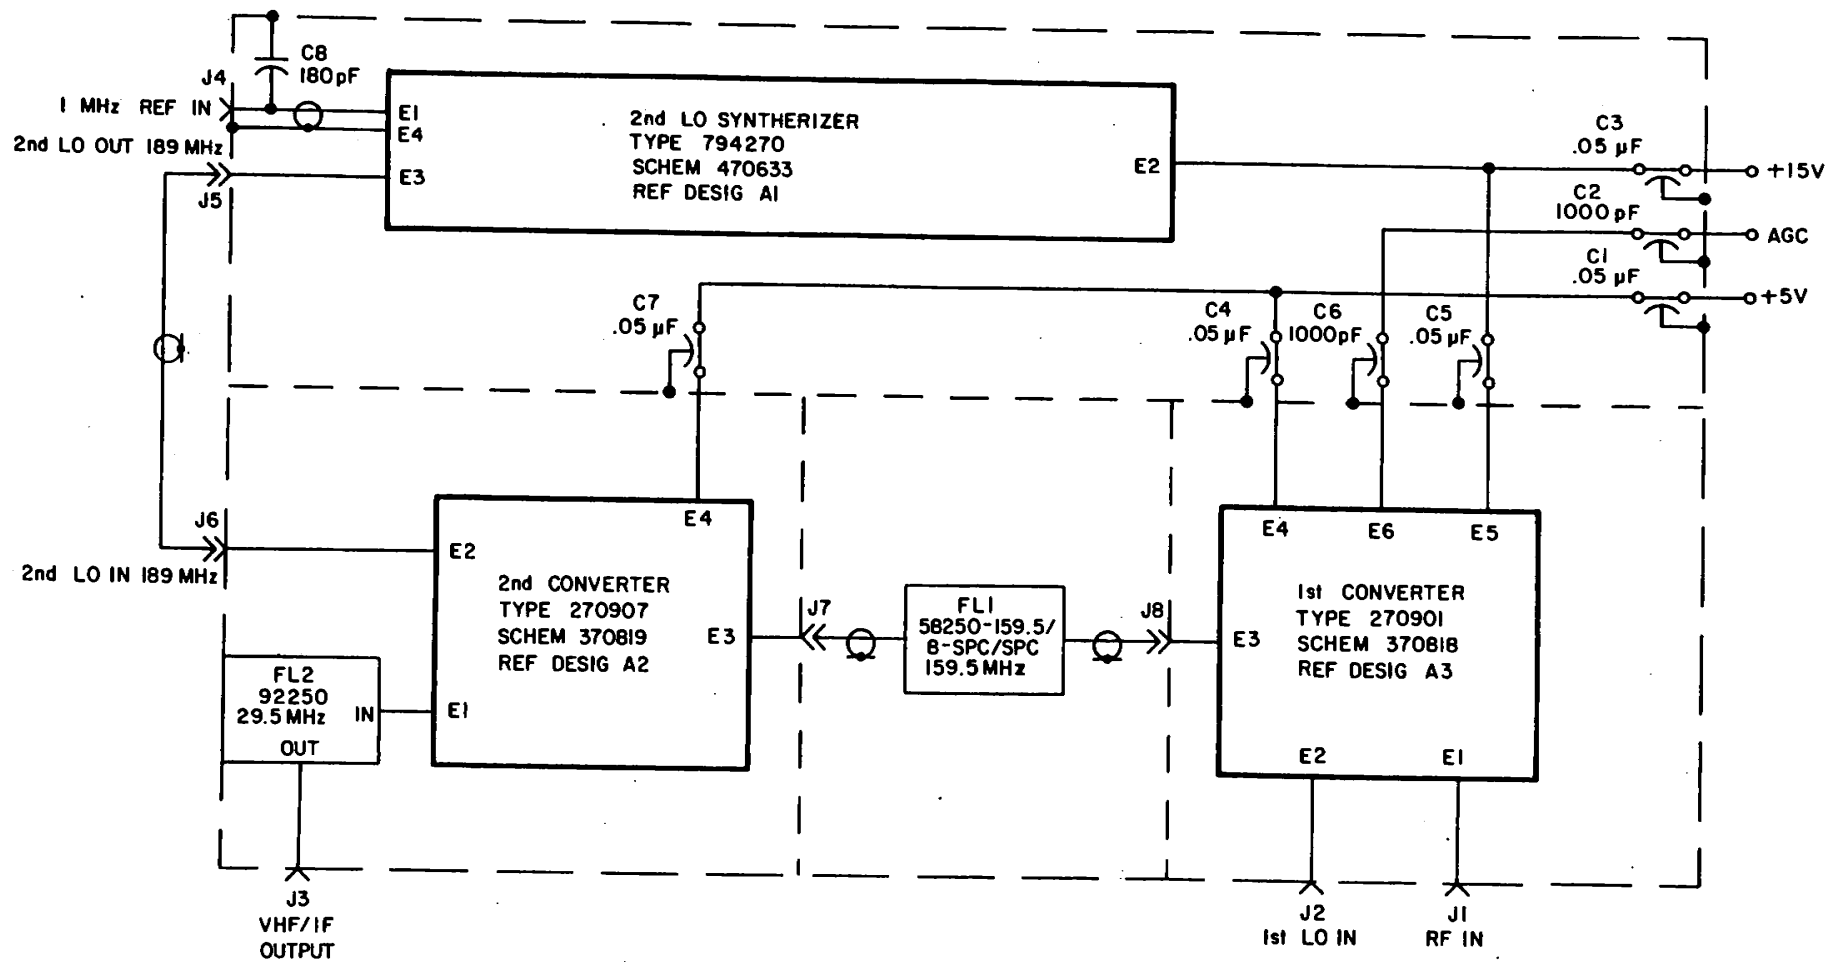 C8
180pF
J4
1 MHz REF IN
E1
E4
2nd LO OUT 189 MHz
E3
J5
2nd LO SYNTHERIZER
TYPE 794270
SCHEM 470633
REF DESIG A1
E2
C3
.05 µF
+15V
C2
1000pF
AGC
C1
.05 µF
+5V
C7
.05 µF
C4
.05 µF
C6
1000pF
C5
.05 µF
J6
2nd LO IN 189 MHz
E4
E2
2nd CONVERTER
TYPE 270907
SCHEM 370819
REF DESIG A2
E3
E1
FL2
92250
29.5MHz
IN
OUT
J7
FL1
58250-159.5/
8-SPC/SPC
159.5MHz
J8
E4
E6
E5
1st CONVERTER
TYPE 270901
SCHEM 370818
REF DESIG A3
E3
E2
E1
J3
VHF/IF
OUTPUT
J2
1st LO IN
J1
RF IN